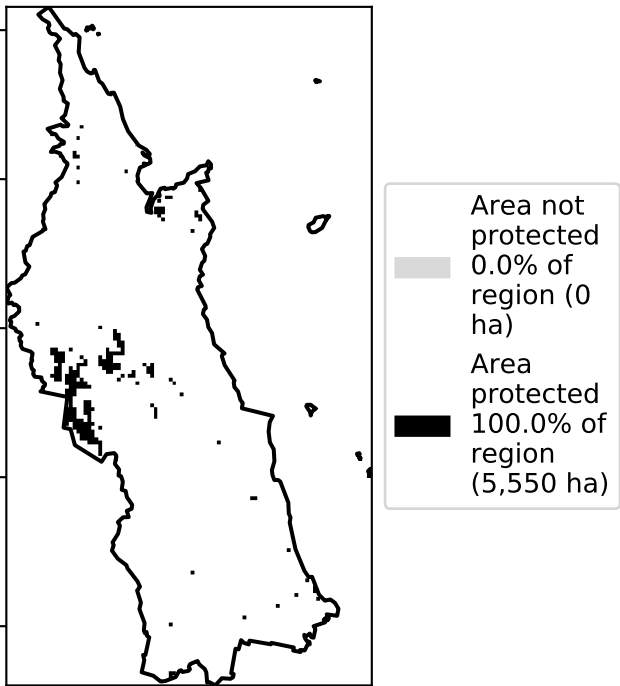 Area not
protected
0.0% of
region (0
ha)
Area
protected
100.0% of
region
(5,550 ha)